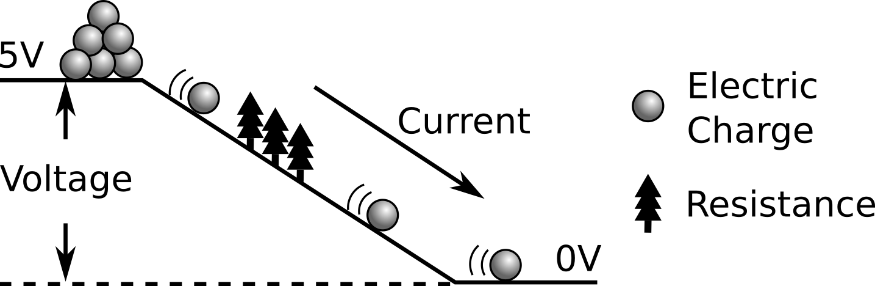 5V
Voltage
Current
0V
Electric
Charge
Resistance